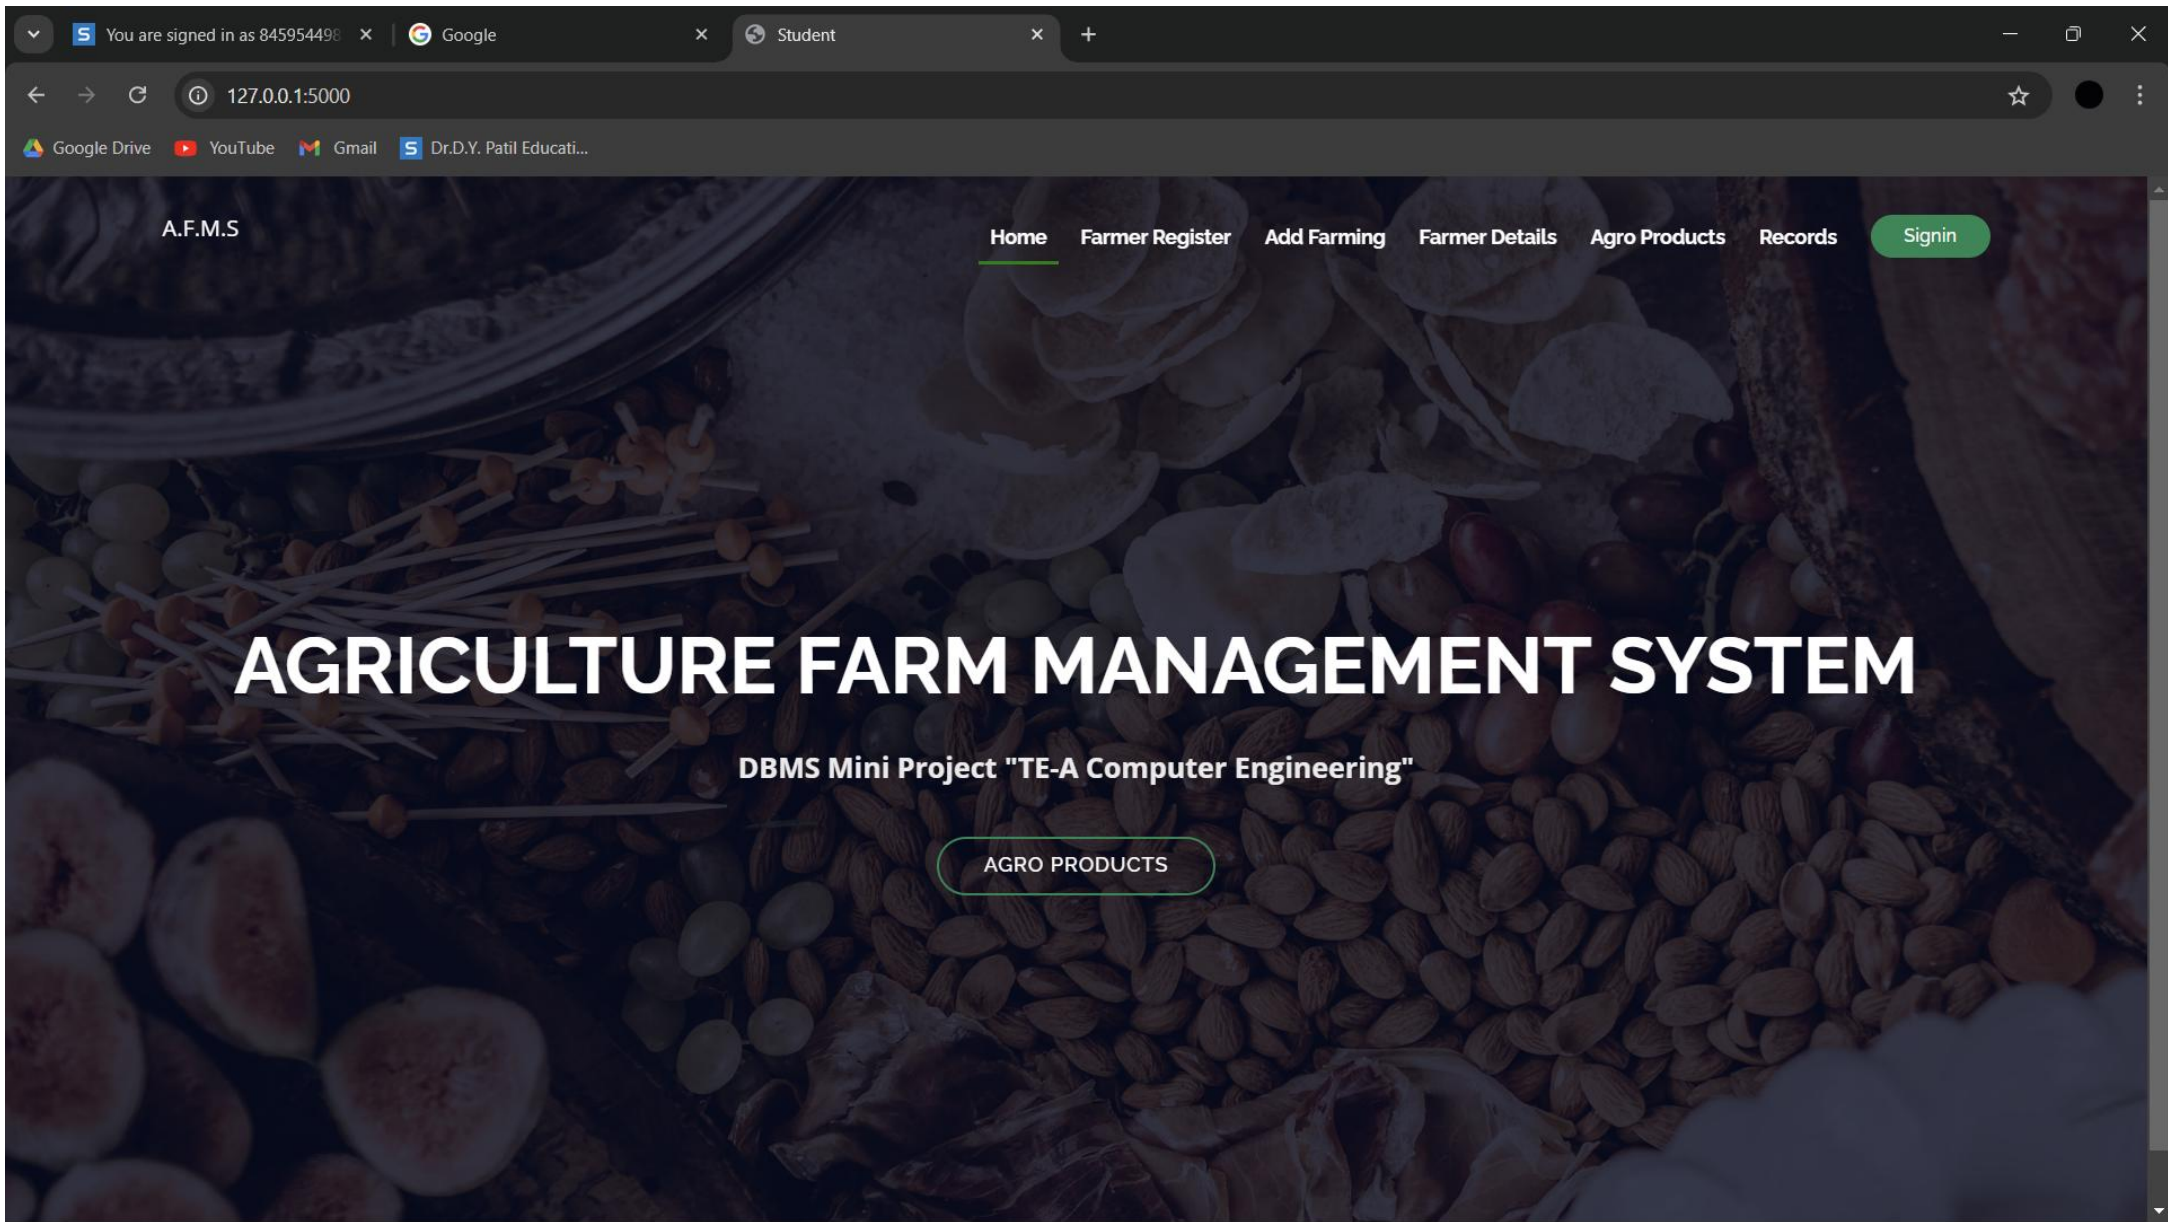 You are signed in as 845954498
Google
Student
127.0.0.1:5000
Google Drive
YouTube
Gmail
Dr.D.Y. Patil Educati...
A.F.M.S
Home
Farmer Register
Add Farming
Farmer Details
Agro Products
Records
Signin
AGRICULTURE FARM MANAGEMENT SYSTEM
DBMS Mini Project "TE-A Computer Engineering"
AGRO PRODUCTS